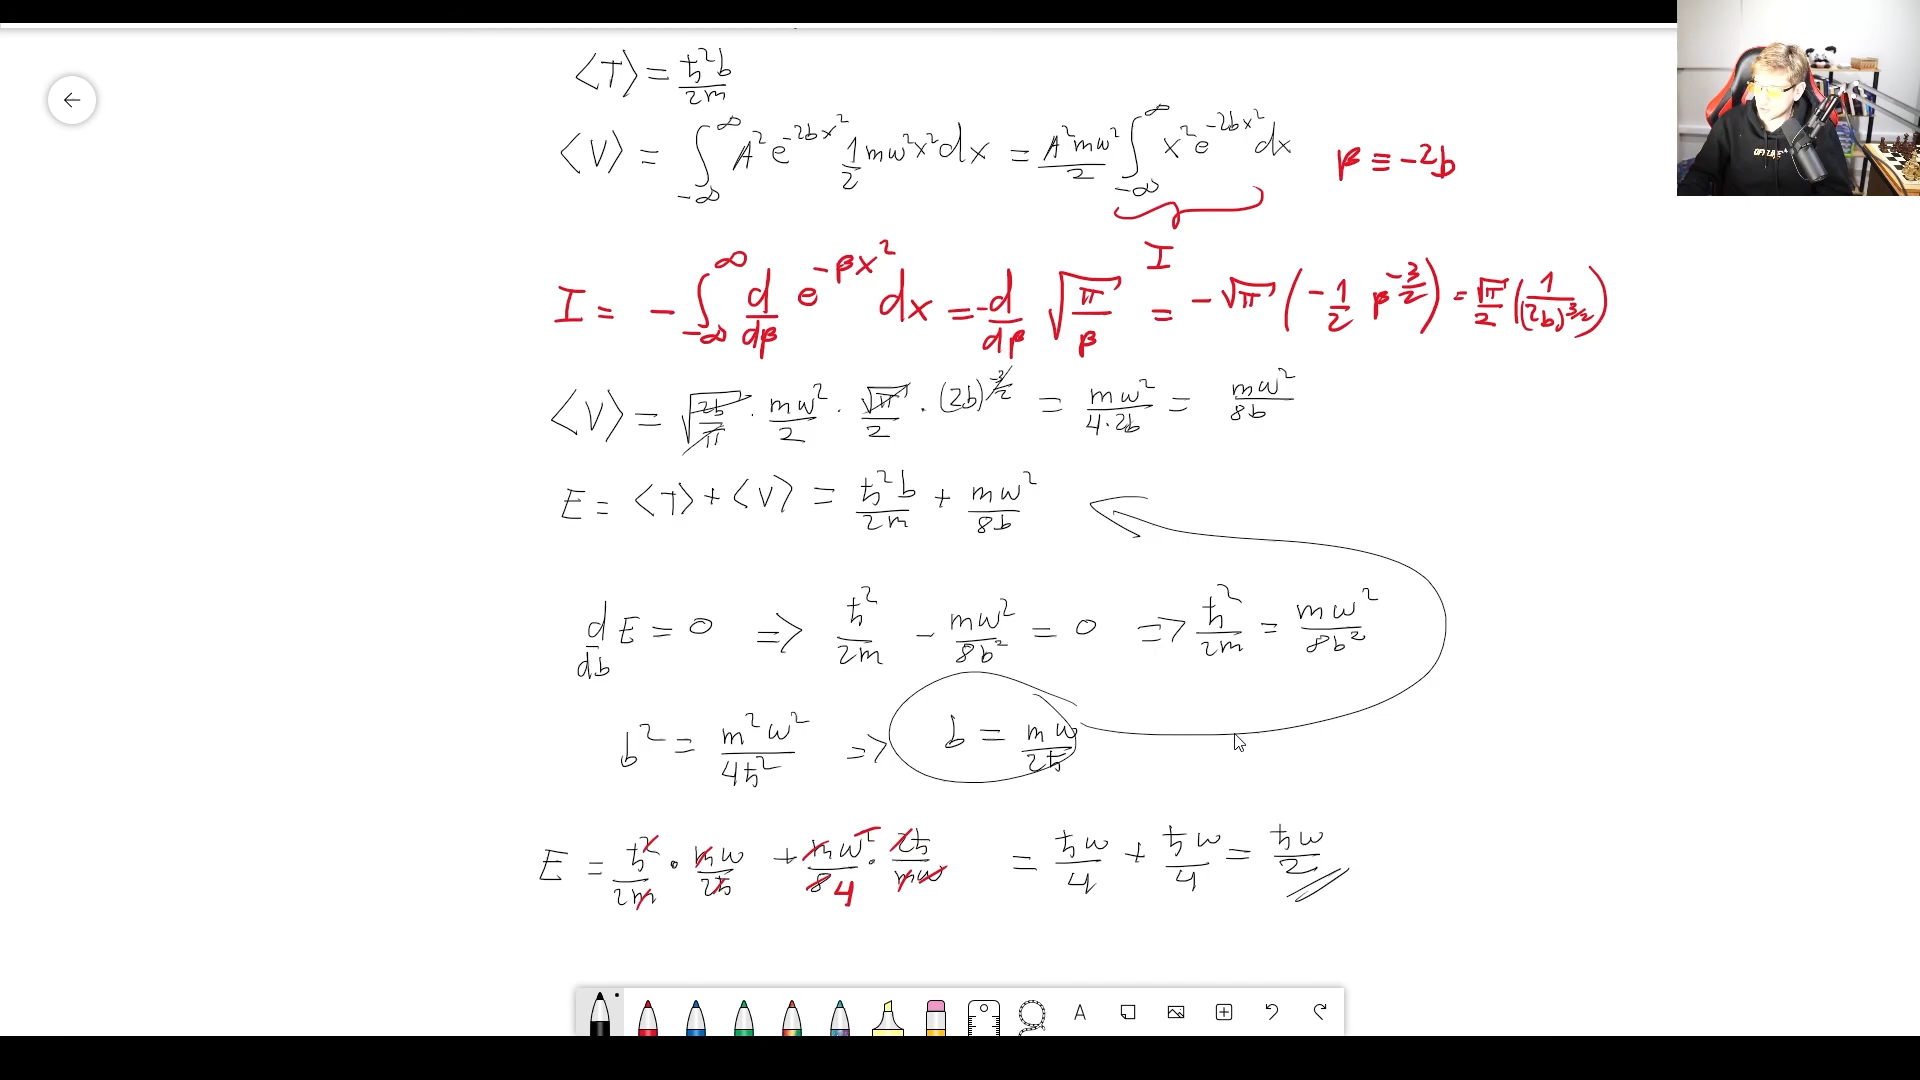 ⟨T⟩ = ħ²b/2m
⟨V⟩ = ∫_{-∞}^{∞} A² e^{-2bx²} 1/2 mω²x² dx = A²mω²/2 ∫_{-∞}^{∞} x² e^{-2bx²} dx   β ≡ -2b
I
I = - ∫_{-∞}^{∞} d/dβ e^{-βx²} dx = -d/dβ √(π/β) = -√π (-1/2 β^{-3/2}) = √π/2 (1/(2b)^{3/2})
⟨V⟩ = √(2b/π) · mω²/2 · √π/2 · (2b)^{-3/2} = mω²/4·2b = mω²/8b
E = ⟨T⟩ + ⟨V⟩ = ħ²b/2m + mω²/8b
d/db E = 0 => ħ²/2m - mω²/8b² = 0 => ħ²/2m = mω²/8b²
b² = m²ω²/4ħ² => b = mω/2ħ
E = ħ²/2m · mω/2ħ + mω²/8 4 · 2ħ/mω = ħω/4 + ħω/4 = ħω/2
A